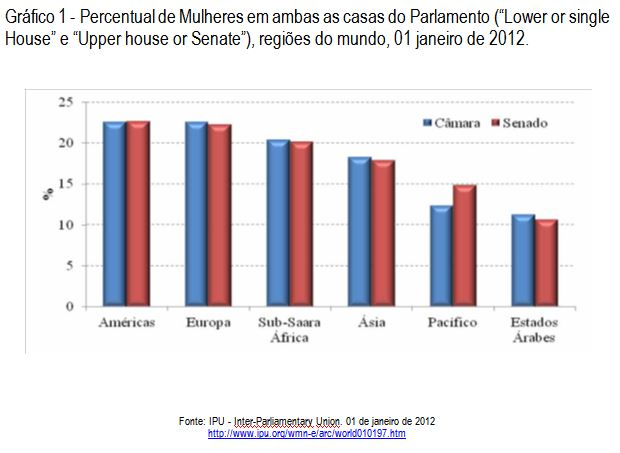 Gráfico 1 - Percentual de Mulheres em ambas as casas do Parlamento (“Lower or single
House” e “Upper house or Senate”), regiões do mundo, 01 janeiro de 2012.
25
20
15
10
5
0
%
Câmara
Senado
Américas
Europa
Sub-Saara
África
Ásia
Pacifico
Estados
Árabes
Fonte: IPU - Inter-Parliamentary Union. 01 de janeiro de 2012
http://www.ipu.org/wmn-e/arc/world010197.htm